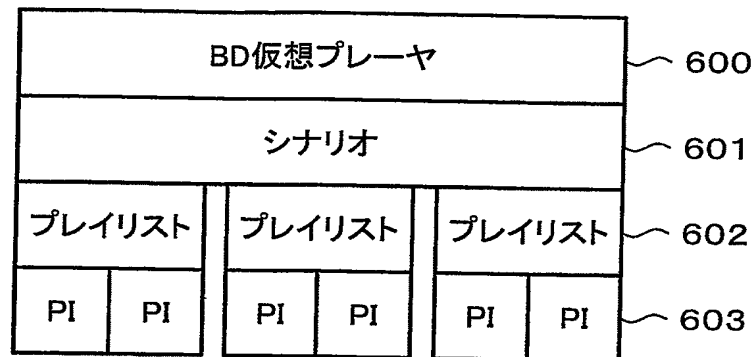 BD仮想プレーヤ 600
シナリオ 601
プレイリスト プレイリスト プレイリスト 602
PI PI PI PI PI PI 603